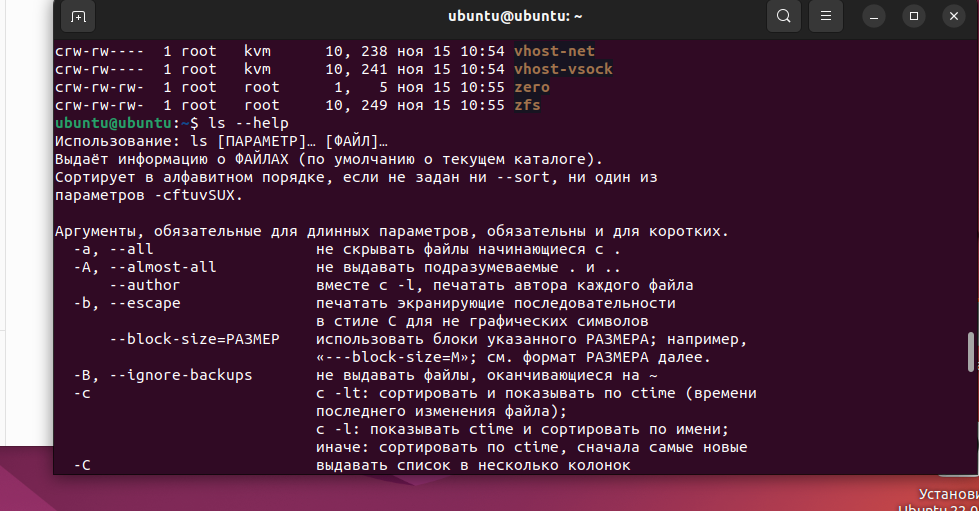 ubuntu@ubuntu: ~
crw-rw---- 1 root kvm 10, 238 ноя 15 10:54 vhost-net
crw-rw---- 1 root kvm 10, 241 ноя 15 10:54 vhost-vsock
crw-rw-rw- 1 root root 1, 5 ноя 15 10:55 zero
crw-rw-rw- 1 root root 10, 249 ноя 15 10:55 zfs
ubuntu@ubuntu:~$ ls --help
Использование: ls [ПАРАМЕТР]… [ФАЙЛ]…
Выдаёт информацию о ФАЙЛАХ (по умолчанию о текущем каталоге).
Сортирует в алфавитном порядке, если не задан ни --sort, ни один из
параметров -cftuvSUX.
Аргументы, обязательные для длинных параметров, обязательны и для коротких.
-a, --all не скрывать файлы начинающиеся с .
-A, --almost-all не выдавать подразумеваемые . и ..
--author вместе с -l, печатать автора каждого файла
-b, --escape печатать экранирующие последовательности
в стиле C для не графических символов
--block-size=РАЗМЕР использовать блоки указанного РАЗМЕРА; например,
«---block-size=M»; см. формат РАЗМЕРА далее.
-B, --ignore-backups не выдавать файлы, оканчивающиеся на ~
-c с -lt: сортировать и показывать по ctime (времени
последнего изменения файла);
с -l: показывать ctime и сортировать по имени;
иначе: сортировать по ctime, сначала самые новые
-C выдавать список в несколько колонок
Ubuntu